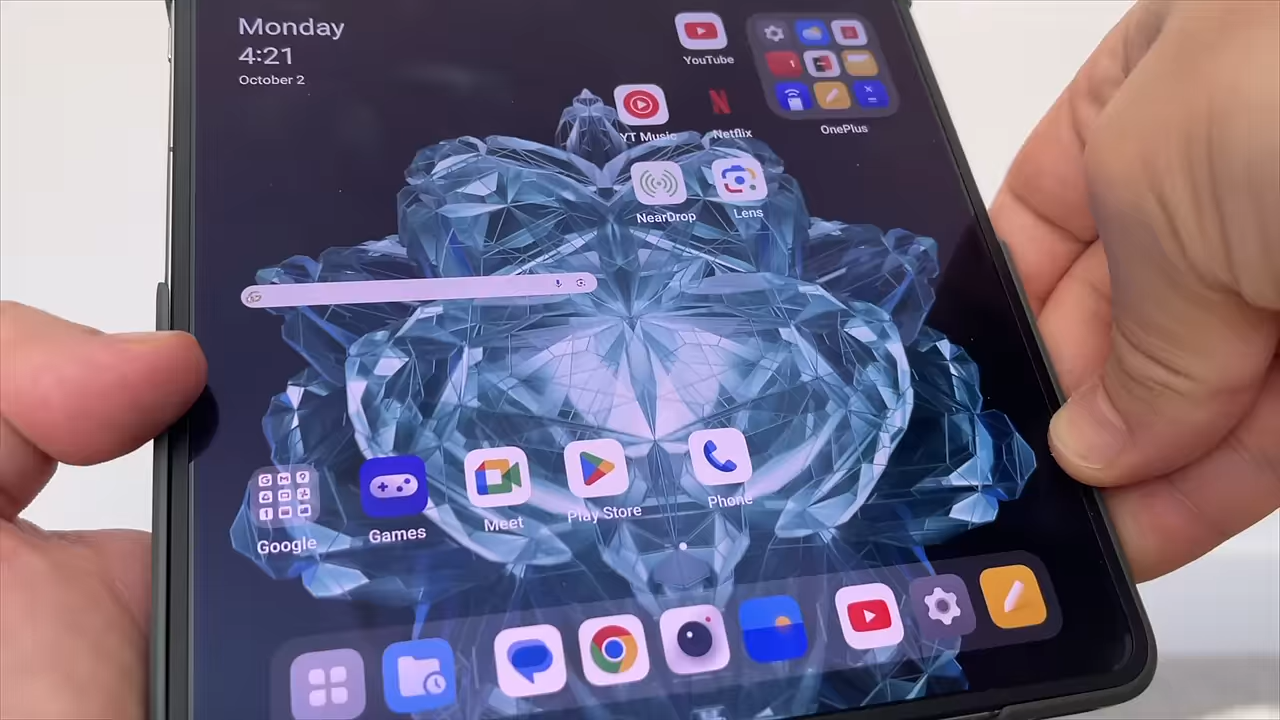 Monday
4:21
October 2
YouTube
OnePlus
YT Music
Netflix
NearDrop
Lens
Google
Games
Meet
Play Store
Phone